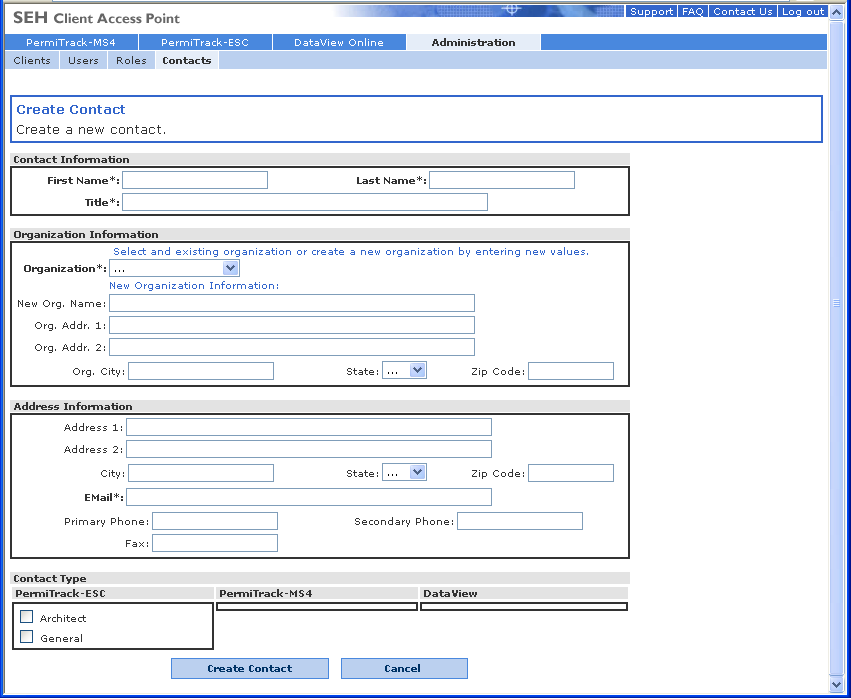 SEH Client Access Point
Support FAQ Contact Us Log out
PermiTrack-MS4 PermiTrack-ESC DataView Online Administration
Clients Users Roles Contacts
Create Contact
Create a new contact.
Contact Information
First Name*: Last Name*:
Title*:
Organization Information
Select and existing organization or create a new organization by entering new values.
Organization*: ...
New Organization Information:
New Org. Name:
Org. Addr. 1:
Org. Addr. 2:
Org. City: State: ... Zip Code:
Address Information
Address 1:
Address 2:
City: State: ... Zip Code:
EMail*:
Primary Phone: Secondary Phone:
Fax:
Contact Type
PermiTrack-ESC PermiTrack-MS4 DataView
Architect
General
Create Contact Cancel